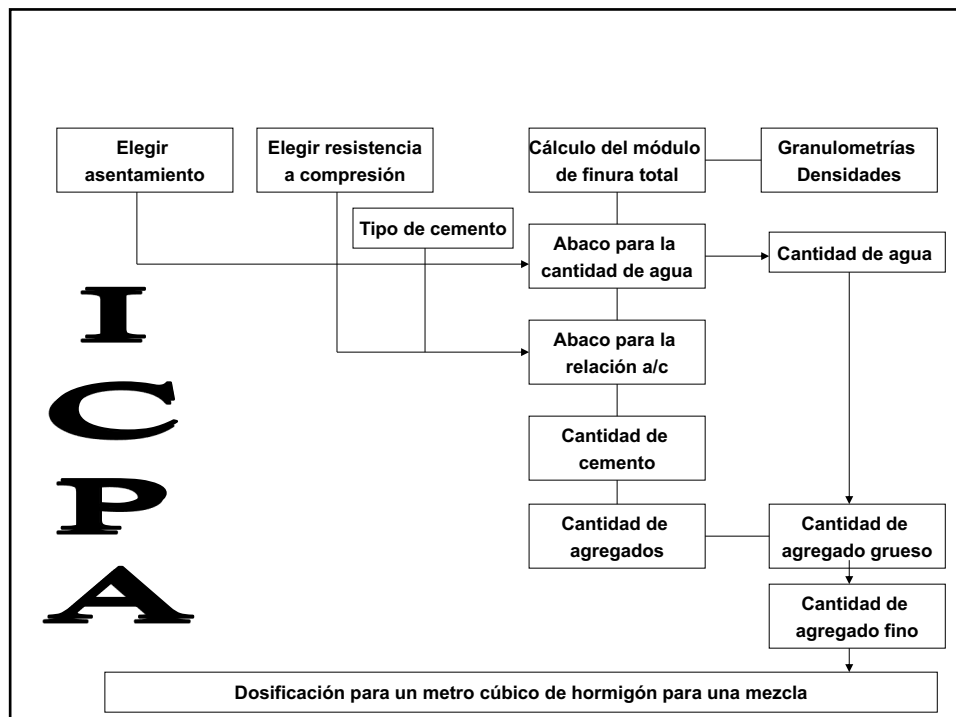 Elegir
asentamiento
Elegir resistencia
a compresión
Cálculo del módulo
de finura total
Granulometrías
Densidades
Tipo de cemento
Abaco para la
cantidad de agua
Cantidad de agua
I
Abaco para la
relación a/c
C
Cantidad de
cemento
P
Cantidad de
agregados
Cantidad de
agregado grueso
A
Cantidad de
agregado fino
Dosificación para un metro cúbico de hormigón para una mezcla